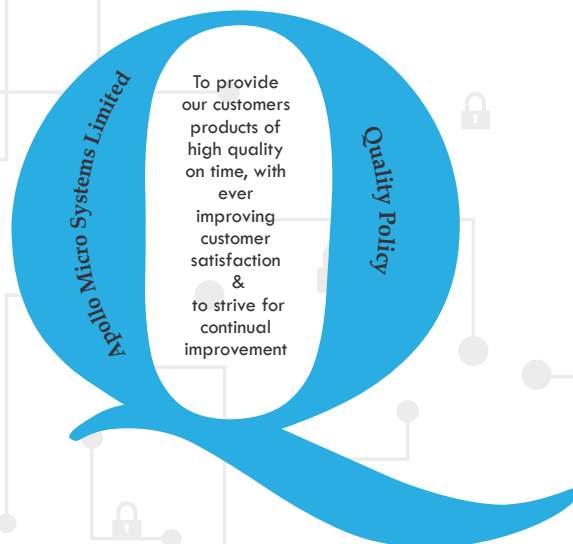 Apollo Micro Systems Limited
To provide
our customers
products of
high quality
on time, with
ever
improving
customer
satisfaction
&
to strive for
continual
improvement
Quality Policy